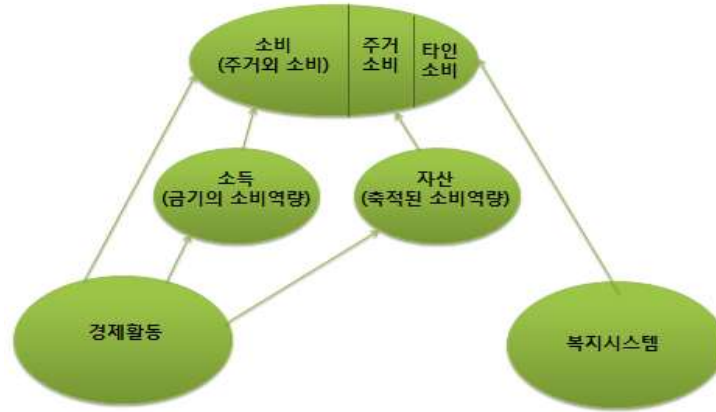 소비
(주거외 소비)
주거
소비
타인
소비
소득
(금기의 소비역량)
자산
(축적된 소비역량)
경제활동
복지시스템